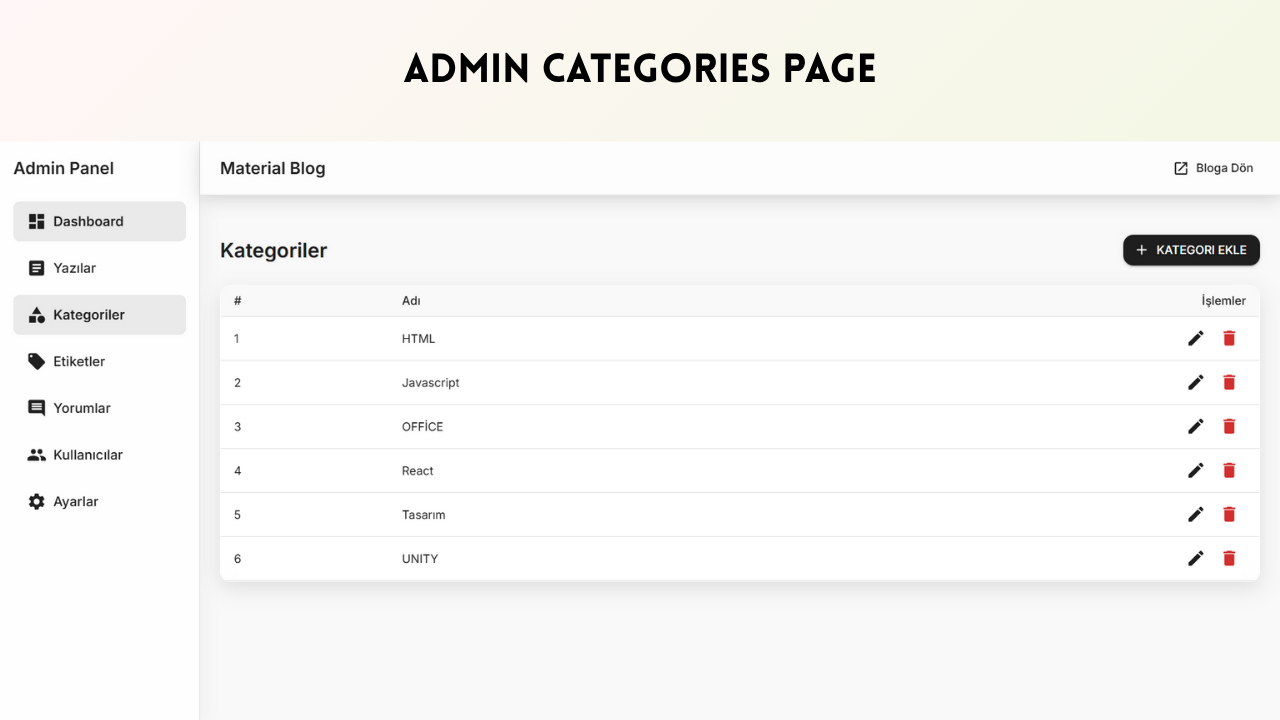 ADMIN CATEGORIES PAGE
Admin Panel
Dashboard
Yazılar
Kategoriler
Etiketler
Yorumlar
Kullanıcılar
Ayarlar
Material Blog
Bloga Dön
Kategoriler
+ KATEGORI EKLE
# Adı İşlemler
1 HTML
2 Javascript
3 OFFİCE
4 React
5 Tasarım
6 UNITY